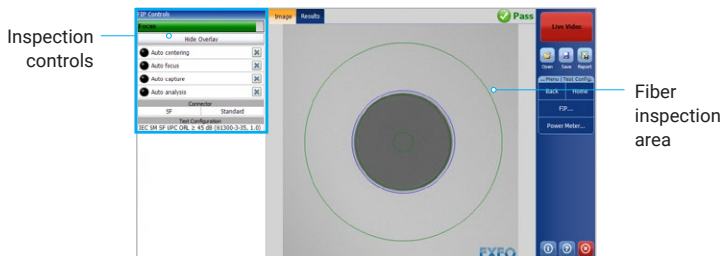 Inspection
controls
FIP Controls
Focus
Hide Overlay
Auto centering
Auto focus
Auto capture
Auto analysis
Connector
SF Standard
Test Configuration
IEC SM SF UPC ORL ≥ 45 dB (61300-3-35, 1.0)
Image Results
Pass
EXFO
Live Video
Open Save Report
Menu Test Config.
Back Home
FIP...
Power Meter...
Fiber
inspection
area